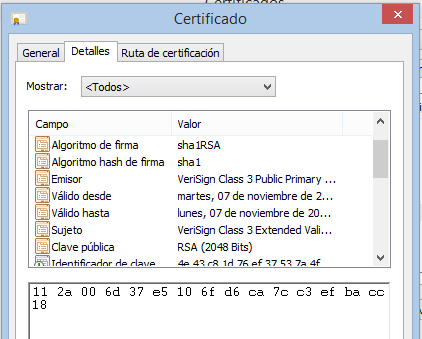 Certificado
General Detalles Ruta de certificación
Mostrar: <Todos>
Campo Valor
Algoritmo de firma sha1RSA
Algoritmo hash de firma sha1
Emisor VeriSign Class 3 Public Primary ...
Válido desde martes, 07 de noviembre de 2...
Válido hasta lunes, 07 de noviembre de 20...
Sujeto VeriSign Class 3 Extended Vali...
Clave pública RSA (2048 Bits)
Identificador de clave 4e 43 c8 1d 76 ef 37 53 7a 4f
11 2a 00 6d 37 e5 10 6f d6 ca 7c c3 ef ba cc
18